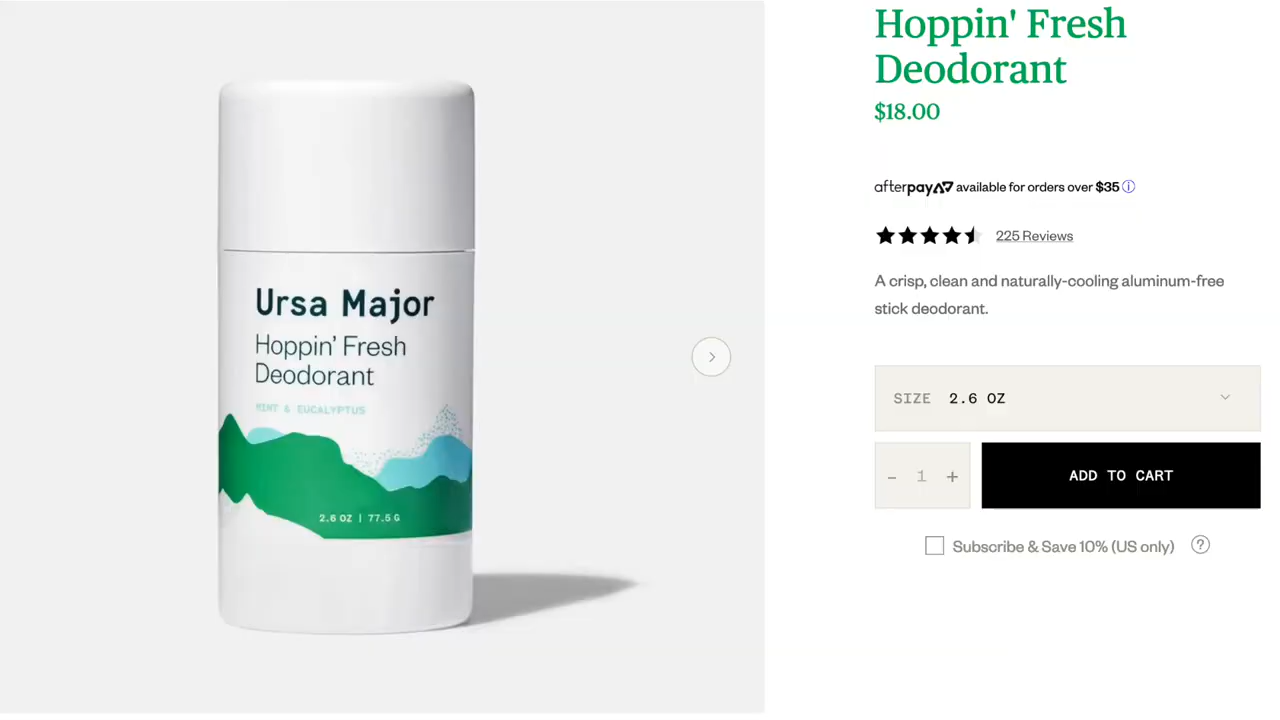 Ursa Major
Hoppin' Fresh
Deodorant
MINT & EUCALYPTUS
2.6 OZ | 77.5 G
Hoppin' Fresh
Deodorant
$18.00
afterpay available for orders over $35 ⓘ
225 Reviews
A crisp, clean and naturally-cooling aluminum-free
stick deodorant.
SIZE 2.6 OZ
- 1 +
ADD TO CART
Subscribe & Save 10% (US only) ?